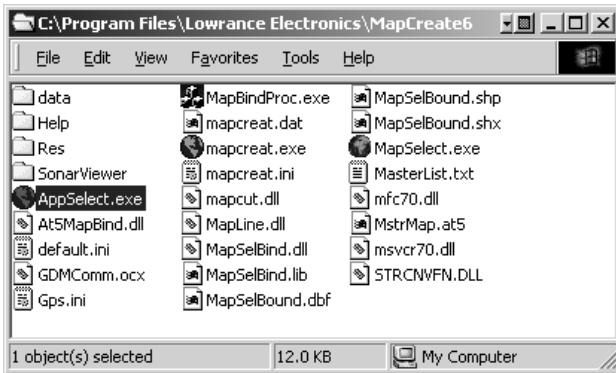 C:\Program Files\Lowrance Electronics\MapCreate6
File Edit View Favorites Tools Help
data
Help
Res
SonarViewer
AppSelect.exe
At5MapBind.dll
default.ini
GDMComm.ocx
Gps.ini
MapBindProc.exe
mapcreat.dat
mapcreat.exe
mapcreat.ini
mapcut.dll
MapLine.dll
MapSelBind.dll
MapSelBind.lib
MapSelBound.dbf
MapSelBound.shp
MapSelBound.shx
MapSelect.exe
MasterList.txt
mfc70.dll
MstrMap.at5
msvcr70.dll
STRCNVFN.DLL
1 object(s) selected 12.0 KB My Computer